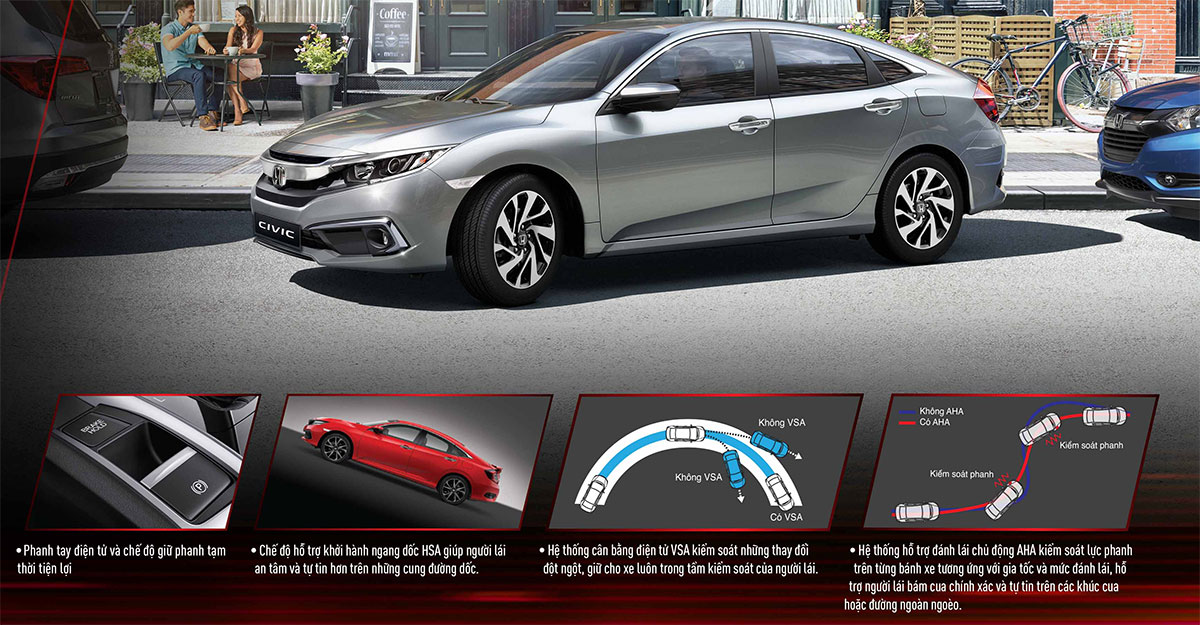 Coffee
CIVIC
BRAKE
HOLD
P
Không VSA
Không VSA
Có VSA
Không AHA
Có AHA
Kiểm soát phanh
Kiểm soát phanh
• Phanh tay điện tử và chế độ giữ phanh tạm
thời tiện lợi
• Chế độ hỗ trợ khởi hành ngang dốc HSA giúp người lái
an tâm và tự tin hơn trên những cung đường dốc.
• Hệ thống cân bằng điện tử VSA kiểm soát những thay đổi
đột ngột, giữ cho xe luôn trong tầm kiểm soát của người lái.
• Hệ thống hỗ trợ đánh lái chủ động AHA kiểm soát lực phanh
trên từng bánh xe tương ứng với gia tốc và mức đánh lái, hỗ
trợ người lái bám cua chính xác và tự tin trên các khúc cua
hoặc đường ngoàn ngoèo.